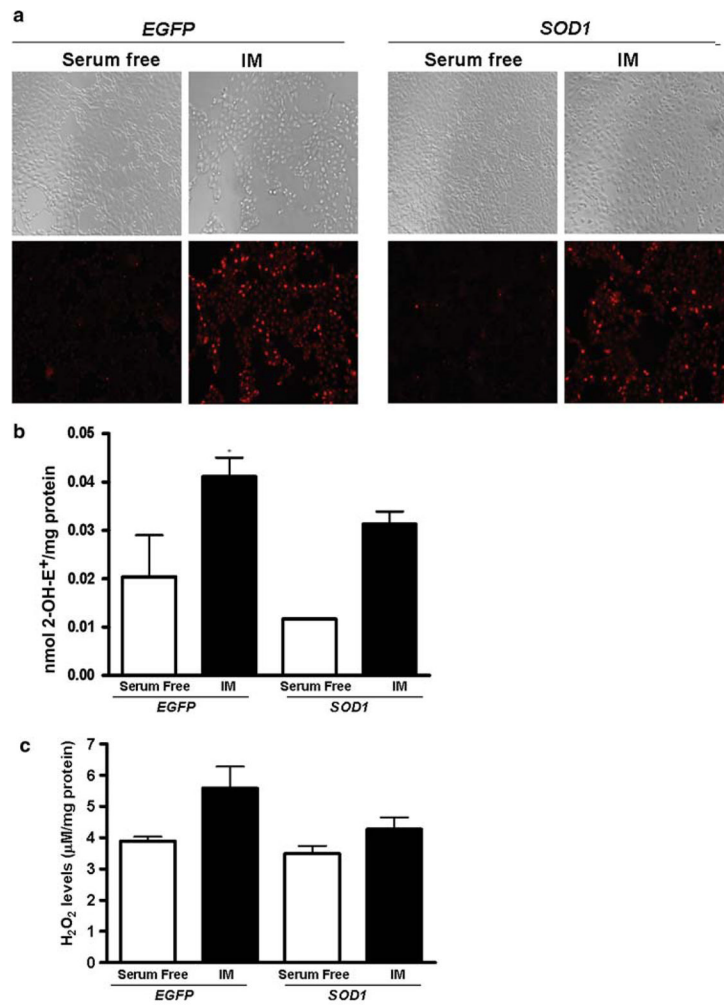 a
EGFP SOD1
Serum free IM Serum free IM
b
nmol 2-OH-E+/mg protein
0.05
0.04
0.03
0.02
0.01
0.00
*
Serum Free IM Serum Free IM
EGFP SOD1
c
H₂O₂ levels (µM/mg protein)
7
6
5
4
3
2
1
0
Serum Free IM Serum Free IM
EGFP SOD1